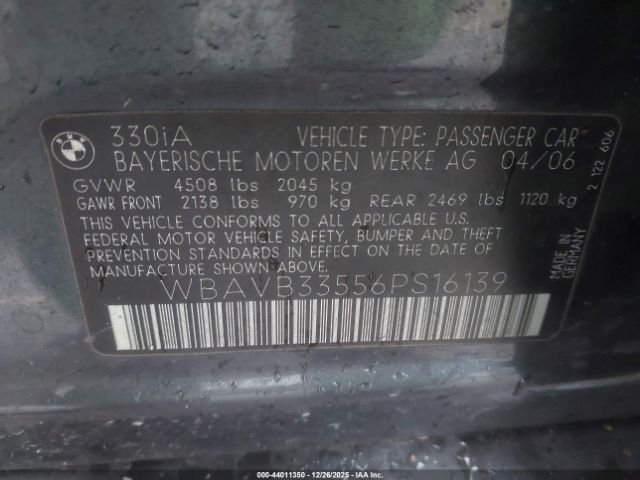 BMW
330iA VEHICLE TYPE: PASSENGER CAR
BAYERISCHE MOTOREN WERKE AG 04/06
GVWR 4508 lbs 2045 kg
GAWR FRONT 2138 lbs 970 kg REAR 2469 lbs 1120 kg
THIS VEHICLE CONFORMS TO ALL APPLICABLE U.S.
FEDERAL MOTOR VEHICLE SAFETY, BUMPER AND THEFT
PREVENTION STANDARDS IN EFFECT ON THE DATE OF
MANUFACTURE SHOWN ABOVE.
WBAVB33556PS16139
2 122 606
MADE IN
GERMANY
000-44011350 - 12/26/2025 - IAA Inc.